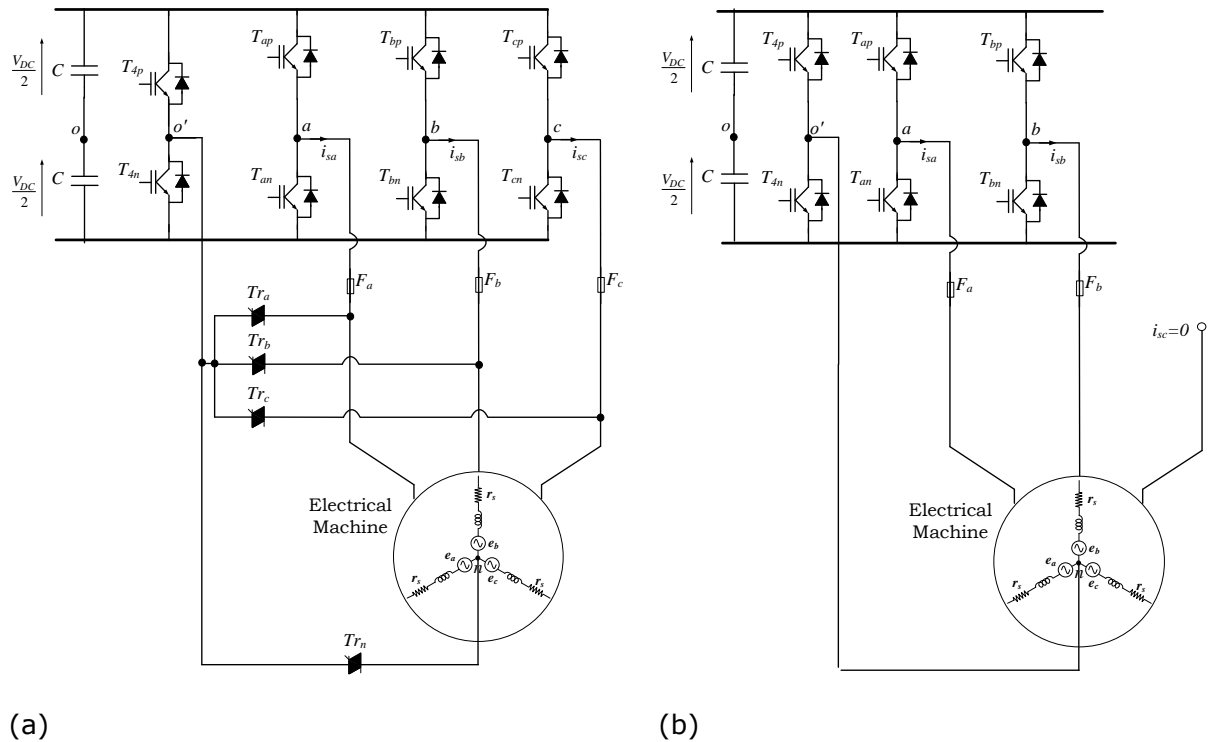 V_DC/2
C
T_4p
T_ap
T_bp
T_cp
o
o'
a
b
c
i_sa
i_sb
i_sc
V_DC/2
C
T_4n
T_an
T_bn
T_cn
F_a
F_b
F_c
Tr_a
Tr_b
Tr_c
Electrical
Machine
r_s
e_b
e_a
n
e_c
r_s
r_s
Tr_n
(a)
V_DC/2
C
T_4p
T_ap
T_bp
o
o'
a
b
i_sa
i_sb
V_DC/2
C
T_4n
T_an
T_bn
F_a
F_b
i_sc=0
Electrical
Machine
r_s
e_b
e_a
n
e_c
r_s
r_s
(b)